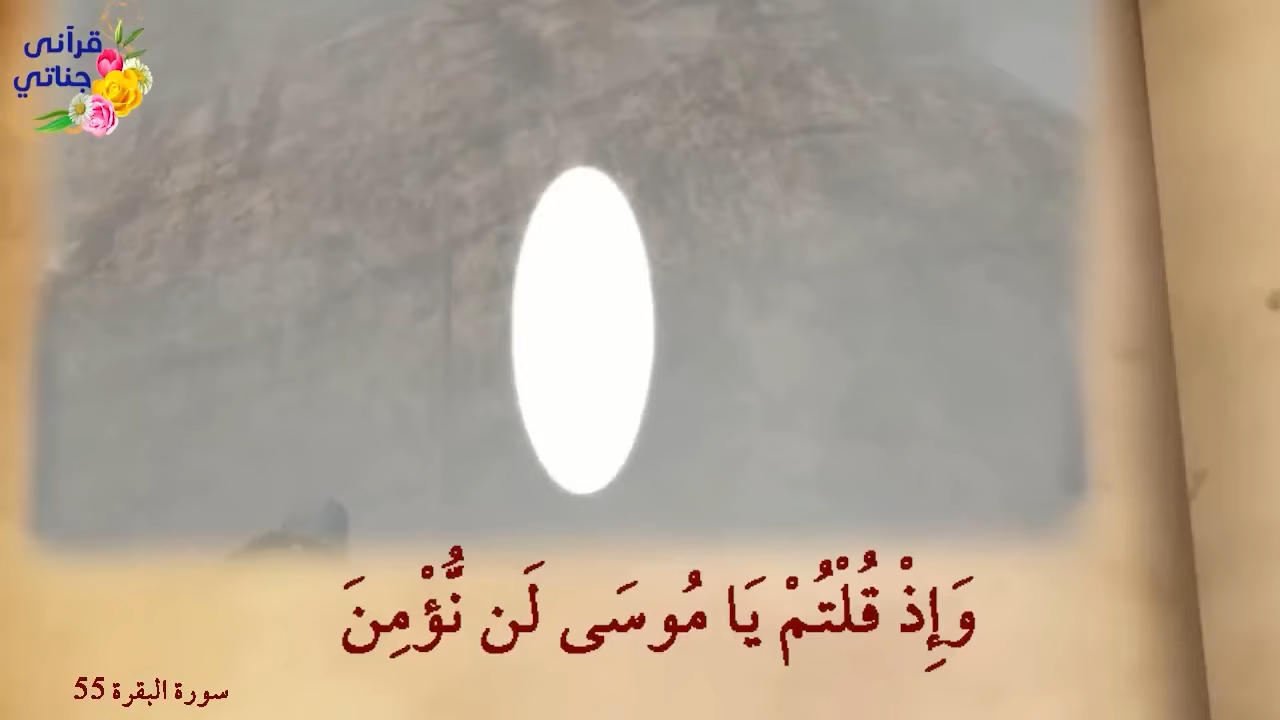 قرآنى
جناتي
وَإِذْ قُلْتُمْ يَا مُوسَى لَن نُّؤْمِنَ
سورة البقرة 55